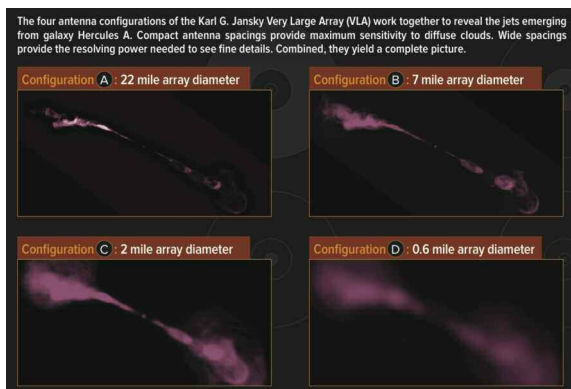 The four antenna configurations of the Karl G. Jansky Very Large Array (VLA) work together to reveal the jets emerging
from galaxy Hercules A. Compact antenna spacings provide maximum sensitivity to diffuse clouds. Wide spacings
provide the resolving power needed to see fine details. Combined, they yield a complete picture.
Configuration A : 22 mile array diameter
Configuration B : 7 mile array diameter
Configuration C : 2 mile array diameter
Configuration D : 0.6 mile array diameter